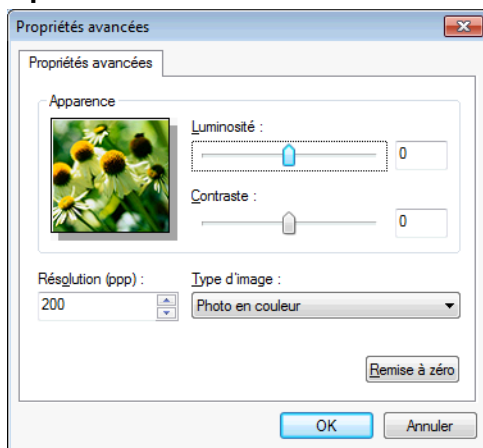 Propriétés avancées
Propriétés avancées
Apparence
Luminosité :
0
Contraste :
0
Résolution (ppp) :
Type d'image :
200
Photo en couleur
Remise à zéro
OK
Annuler